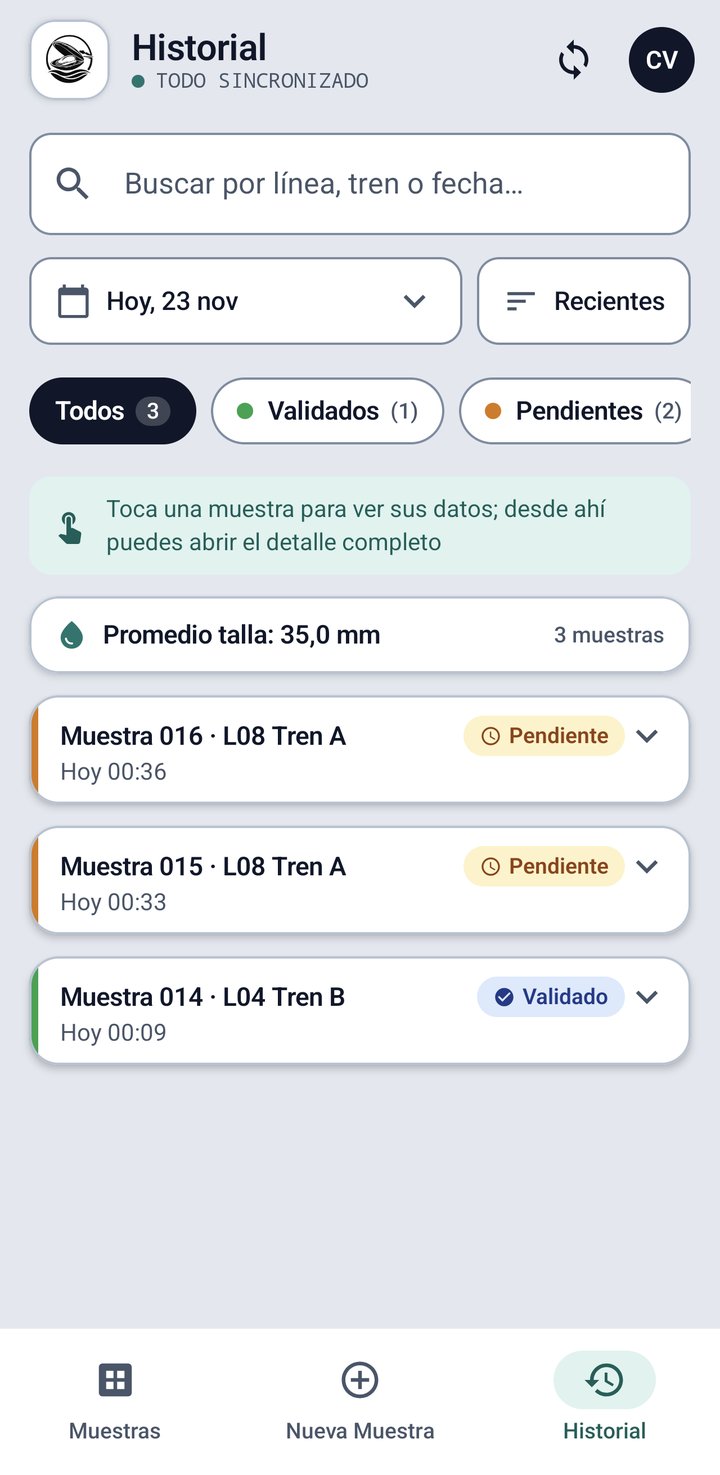 Historial
TODO SINCRONIZADO
CV
Buscar por línea, tren o fecha...
Hoy, 23 nov
Recientes
Todos 3
Validados (1)
Pendientes (2)
Toca una muestra para ver sus datos; desde ahí
puedes abrir el detalle completo
Promedio talla: 35,0 mm
3 muestras
Muestra 016 · L08 Tren A
Pendiente
Hoy 00:36
Muestra 015 · L08 Tren A
Pendiente
Hoy 00:33
Muestra 014 · L04 Tren B
Validado
Hoy 00:09
Muestras
Nueva Muestra
Historial